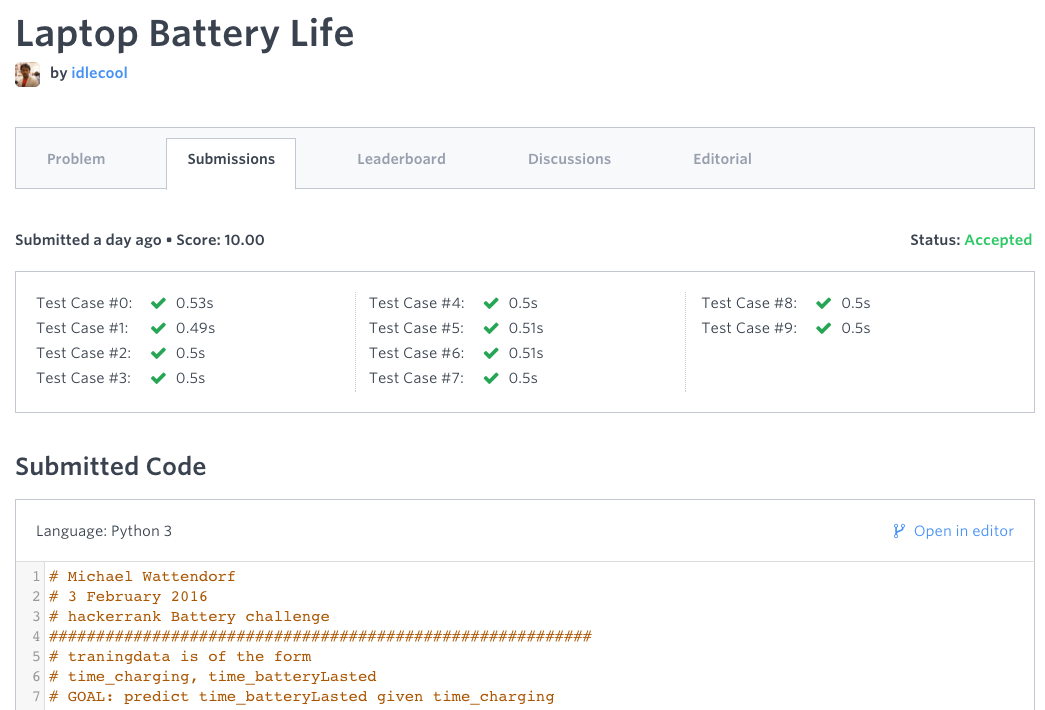 Laptop Battery Life
by idlecool
Problem Submissions Leaderboard Discussions Editorial
Submitted a day ago ▪ Score: 10.00 Status: Accepted
Test Case #0: 0.53s
Test Case #1: 0.49s
Test Case #2: 0.5s
Test Case #3: 0.5s
Test Case #4: 0.5s
Test Case #5: 0.51s
Test Case #6: 0.51s
Test Case #7: 0.5s
Test Case #8: 0.5s
Test Case #9: 0.5s
Submitted Code
Language: Python 3 Open in editor
1 # Michael Wattendorf
2 # 3 February 2016
3 # hackerrank Battery challenge
4 ##########################################################
5 # traningdata is of the form
6 # time_charging, time_batteryLasted
7 # GOAL: predict time_batteryLasted given time_charging